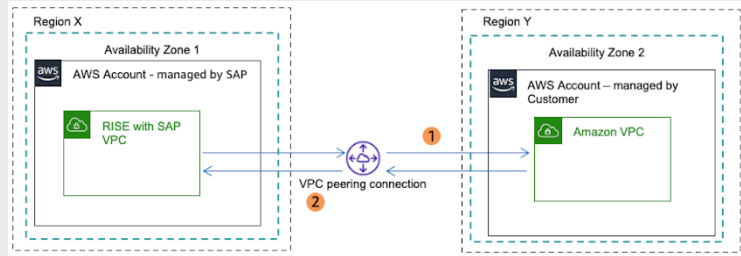 Region X
Availability Zone 1
aws
AWS Account - managed by SAP
RISE with SAP
VPC
VPC peering connection
1
2
Region Y
Availability Zone 2
aws
AWS Account – managed by
Customer
Amazon VPC